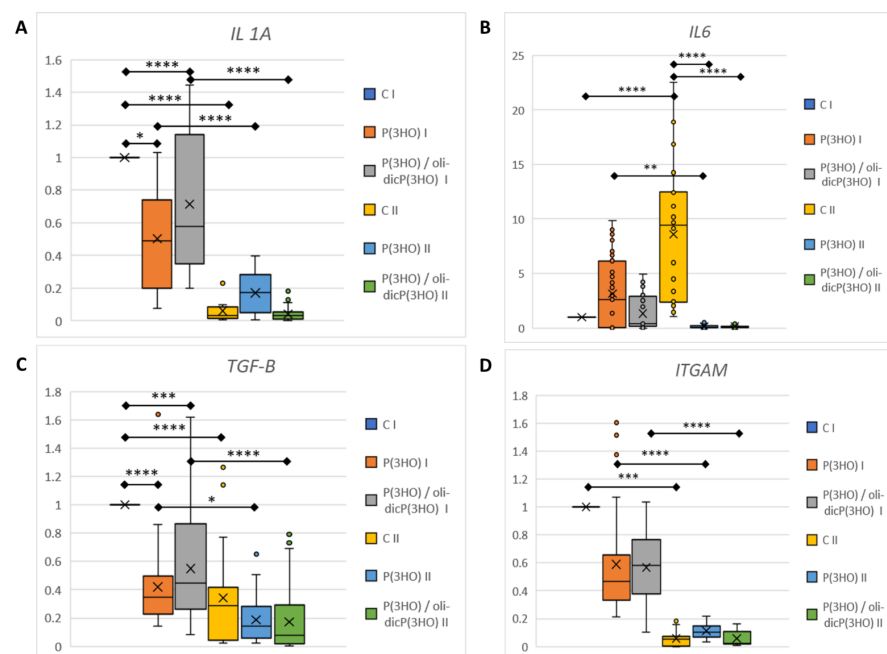 A
IL 1A
1.6
1.4
1.2
1
0.8
0.6
0.4
0.2
0
****
****
****
****
*
C I
P(3HO) I
P(3HO) / oli-
dicP(3HO) I
C II
P(3HO) II
P(3HO) / oli-
dicP(3HO) II
B
IL6
25
20
15
10
5
0
****
****
****
**
C I
P(3HO) I
P(3HO) / oli-
dicP(3HO) I
C II
P(3HO) II
P(3HO) / oli-
dicP(3HO) II
C
TGF-B
1.8
1.6
1.4
1.2
1
0.8
0.6
0.4
0.2
0
***
****
****
****
*
C I
P(3HO) I
P(3HO) / oli-
dicP(3HO) I
C II
P(3HO) II
P(3HO) / oli-
dicP(3HO) II
D
ITGAM
1.8
1.6
1.4
1.2
1
0.8
0.6
0.4
0.2
0
****
****
***
C I
P(3HO) I
P(3HO) / oli-
dicP(3HO) I
C II
P(3HO) II
P(3HO) / oli-
dicP(3HO) II